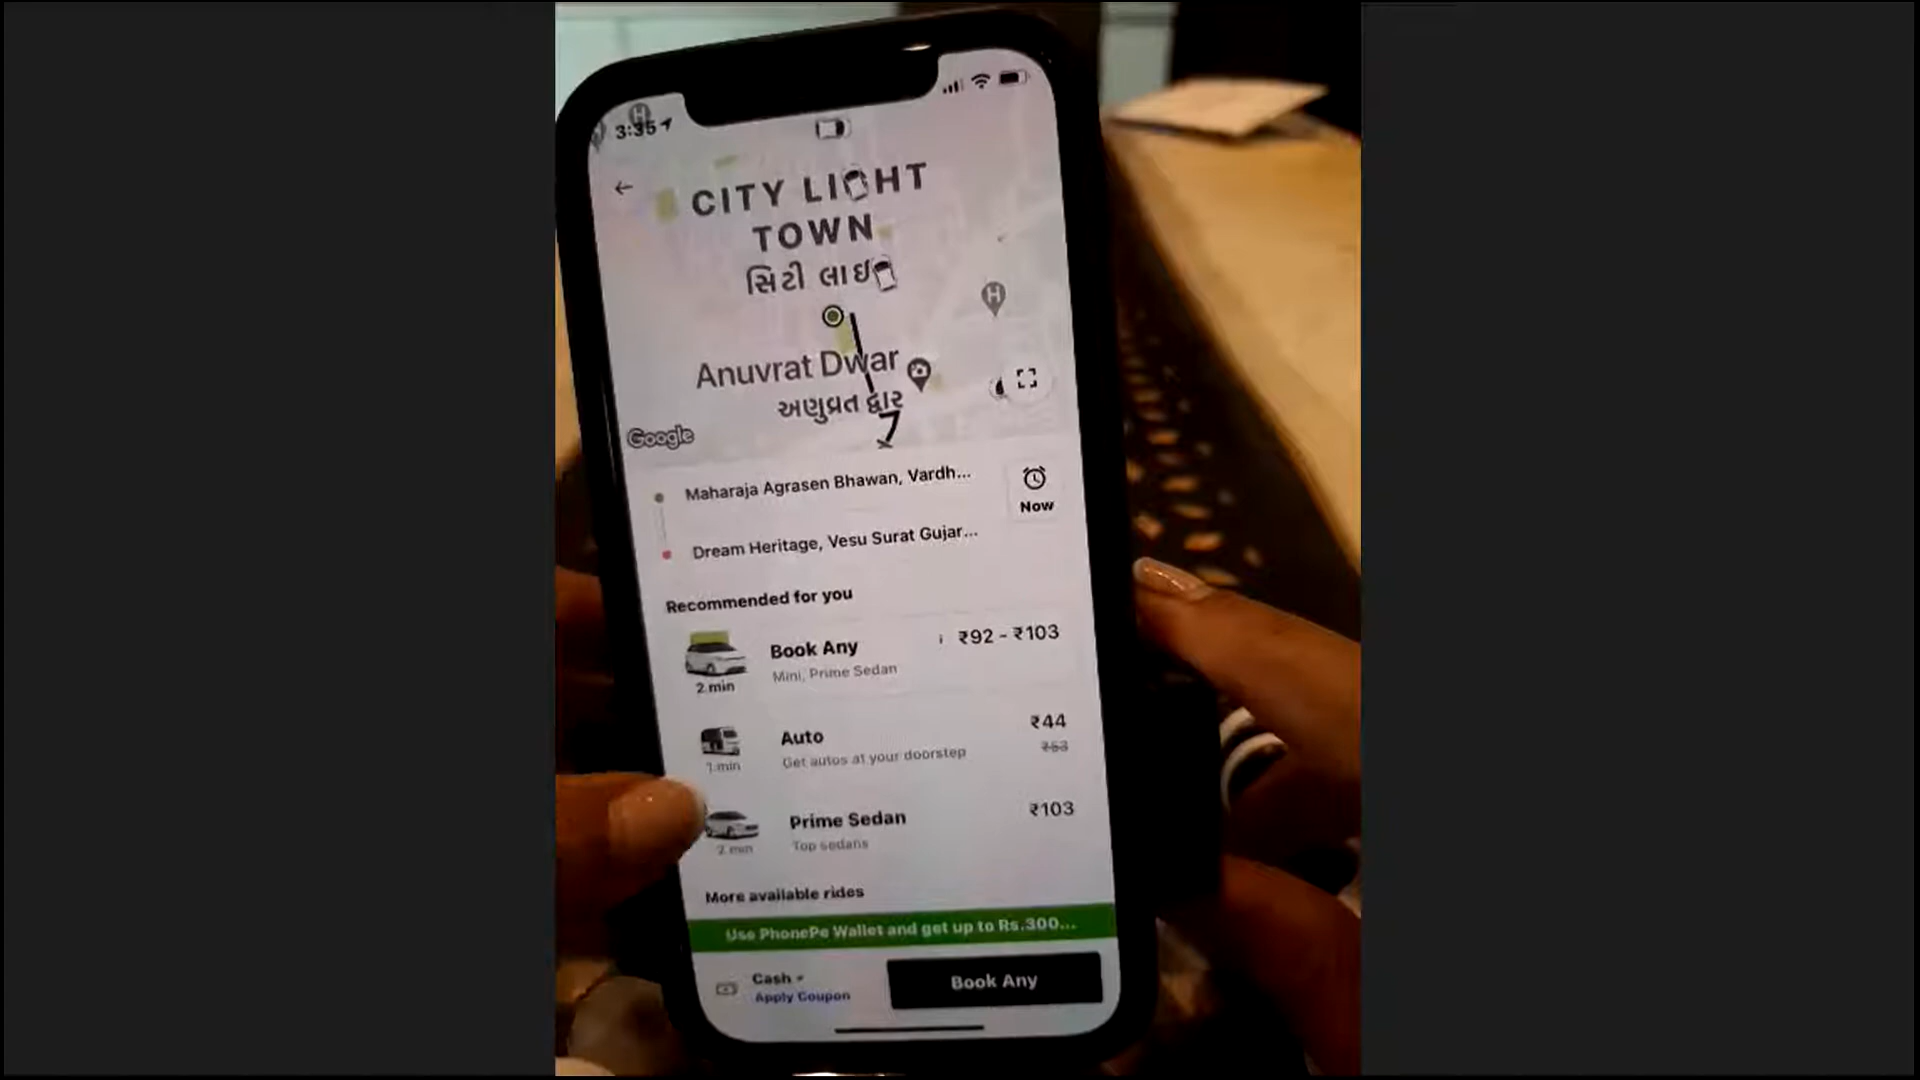 3:35
CITY LIGHT
TOWN
સિટી લાઇ
Anuvrat Dwar
અણુવ્રત દ્વાર
Google
Maharaja Agrasen Bhawan, Vardh...
Now
Dream Heritage, Vesu Surat Gujar...
Recommended for you
Book Any ₹92 - ₹103
2 min Mini, Prime Sedan
Auto ₹44
1 min Get autos at your doorstep ₹53
Prime Sedan ₹103
2 min Top sedans
More available rides
Use PhonePe Wallet and get up to Rs.300...
Cash
Apply Coupon
Book Any